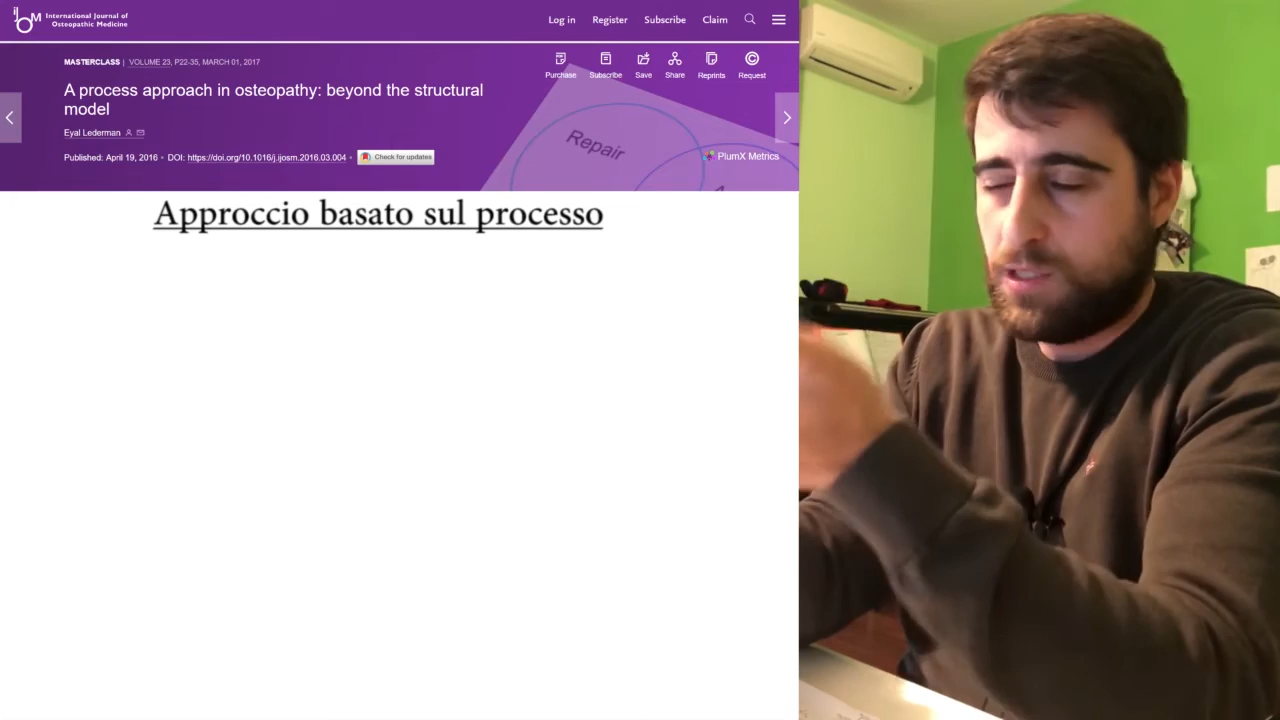 International Journal of
Osteopathic Medicine
Log in Register Subscribe Claim
MASTERCLASS | VOLUME 23, P22-35, MARCH 01, 2017
Purchase Subscribe Save Share Reprints Request
A process approach in osteopathy: beyond the structural
model
Eyal Lederman
Published: April 19, 2016 • DOI: https://doi.org/10.1016/j.ijosm.2016.03.004 • Check for updates
PlumX Metrics
Repair
Approccio basato sul processo